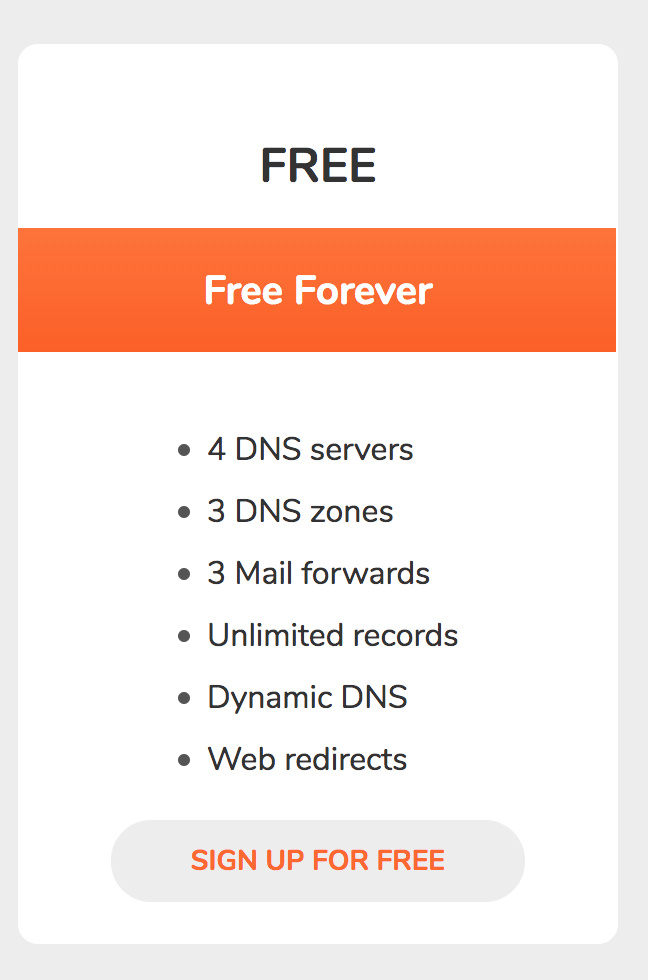 FREE
Free Forever
4 DNS servers
3 DNS zones
3 Mail forwards
Unlimited records
Dynamic DNS
Web redirects
SIGN UP FOR FREE